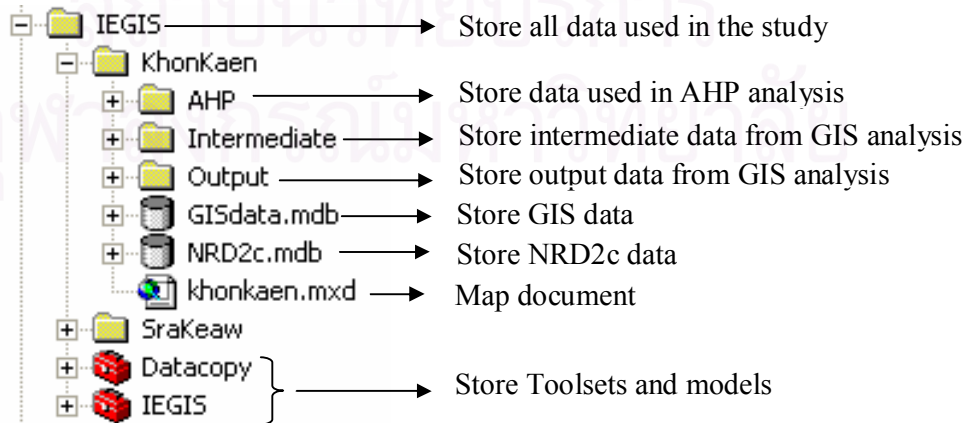 IEGIS Store all data used in the study
KhonKaen
AHP Store data used in AHP analysis
Intermediate Store intermediate data from GIS analysis
Output Store output data from GIS analysis
GISdata.mdb Store GIS data
NRD2c.mdb Store NRD2c data
khonkaen.mxd Map document
SraKeaw
Datacopy
Store Toolsets and models
IEGIS